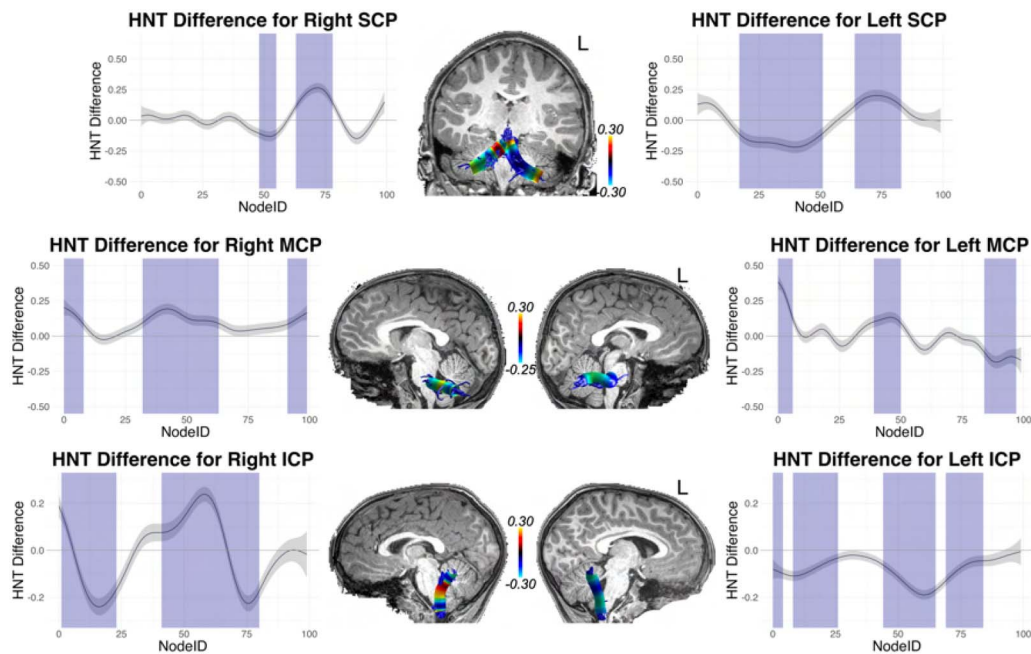 HNT Difference for Right SCP
HNT Difference
0.50
0.25
0.00
-0.25
-0.50
0
25
50
75
100
NodeID
L
0.30
-0.30
HNT Difference for Left SCP
HNT Difference
0.50
0.25
0.00
-0.25
-0.50
0
25
50
75
100
NodeID
HNT Difference for Right MCP
HNT Difference
0.50
0.25
0.00
-0.25
-0.50
0
25
50
75
100
NodeID
L
0.30
-0.25
HNT Difference for Left MCP
HNT Difference
0.50
0.25
0.00
-0.25
-0.50
0
25
50
75
100
NodeID
HNT Difference for Right ICP
HNT Difference
0.2
0.0
-0.2
0
25
50
75
100
NodeID
L
0.30
-0.30
HNT Difference for Left ICP
HNT Difference
0.2
0.0
-0.2
0
25
50
75
100
NodeID